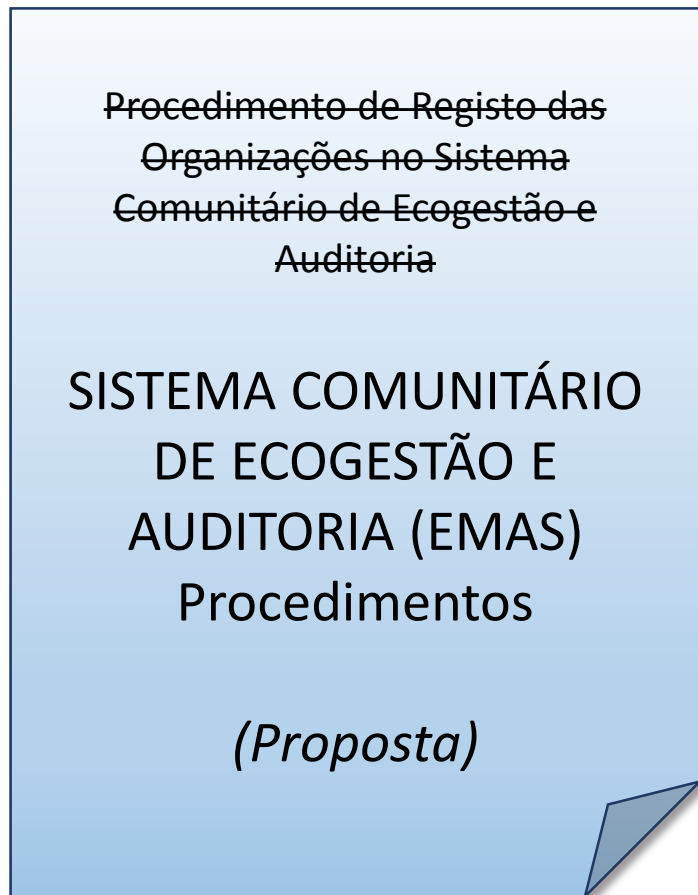 Procedimento de Registo das
Organizações no Sistema
Comunitário de Ecogestão e
Auditoria
SISTEMA COMUNITÁRIO
DE ECOGESTÃO E
AUDITORIA (EMAS)
Procedimentos
(Proposta)